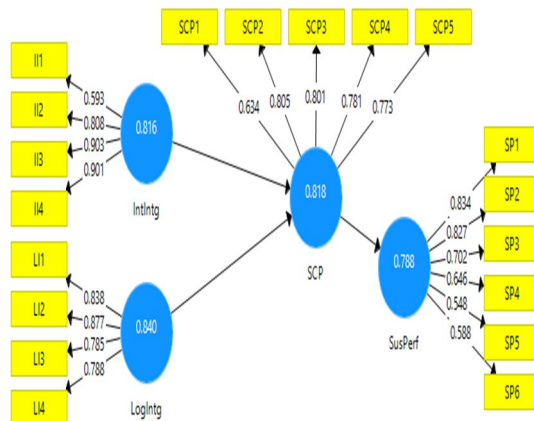 SCP1 SCP2 SCP3 SCP4 SCP5
0.634 0.805 0.801 0.781 0.773
II1
II2
II3
II4
0.593
0.808
0.903
0.901
0.816
IntIntg
LI1
LI2
LI3
LI4
0.838
0.877
0.785
0.788
0.840
LogIntg
0.818
SCP
0.788
SusPerf
0.834
0.827
0.702
0.646
0.548
0.588
SP1
SP2
SP3
SP4
SP5
SP6